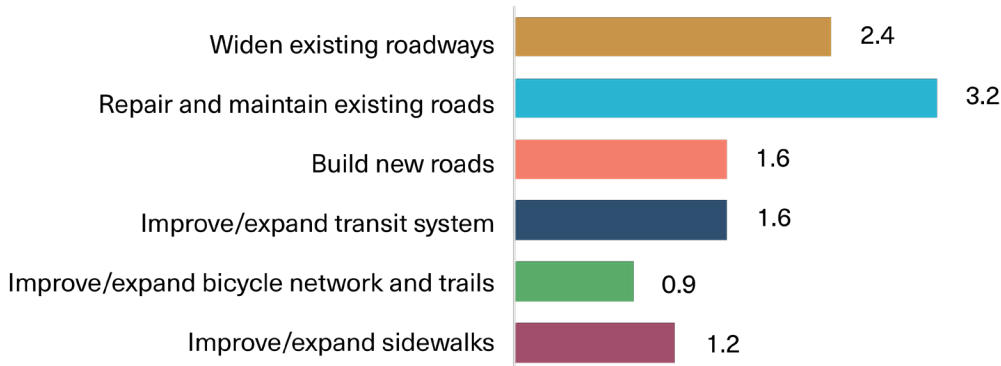 Widen existing roadways 2.4
Repair and maintain existing roads 3.2
Build new roads 1.6
Improve/expand transit system 1.6
Improve/expand bicycle network and trails 0.9
Improve/expand sidewalks 1.2